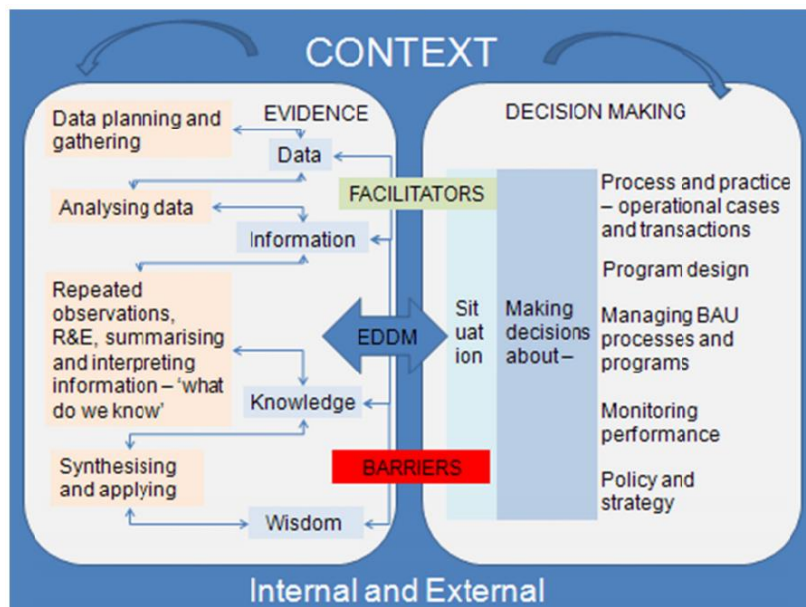 CONTEXT
EVIDENCE
Data planning and
gathering
Data
Analysing data
Information
Repeated
observations,
R&E, summarising
and interpreting
information – ‘what
do we know’
Knowledge
Synthesising
and applying
Wisdom
FACILITATORS
EDDM
BARRIERS
DECISION MAKING
Sit
uat
ion
Making
decisions
about –
Process and practice
– operational cases
and transactions
Program design
Managing BAU
processes and
programs
Monitoring
performance
Policy and
strategy
Internal and External